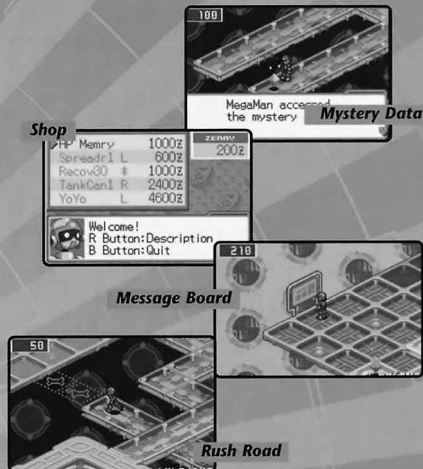 100
MegaMan accessed
the mystery
Mystery Data
Shop
HP Memry 1000Z
Spreadr1 L 600Z
Recov30 * 1000Z
TankCan1 R 2400Z
YoYo L 4600Z
ZENNY
200Z
Welcome!
R Button:Description
B Button:Quit
210
Message Board
50
Rush Road